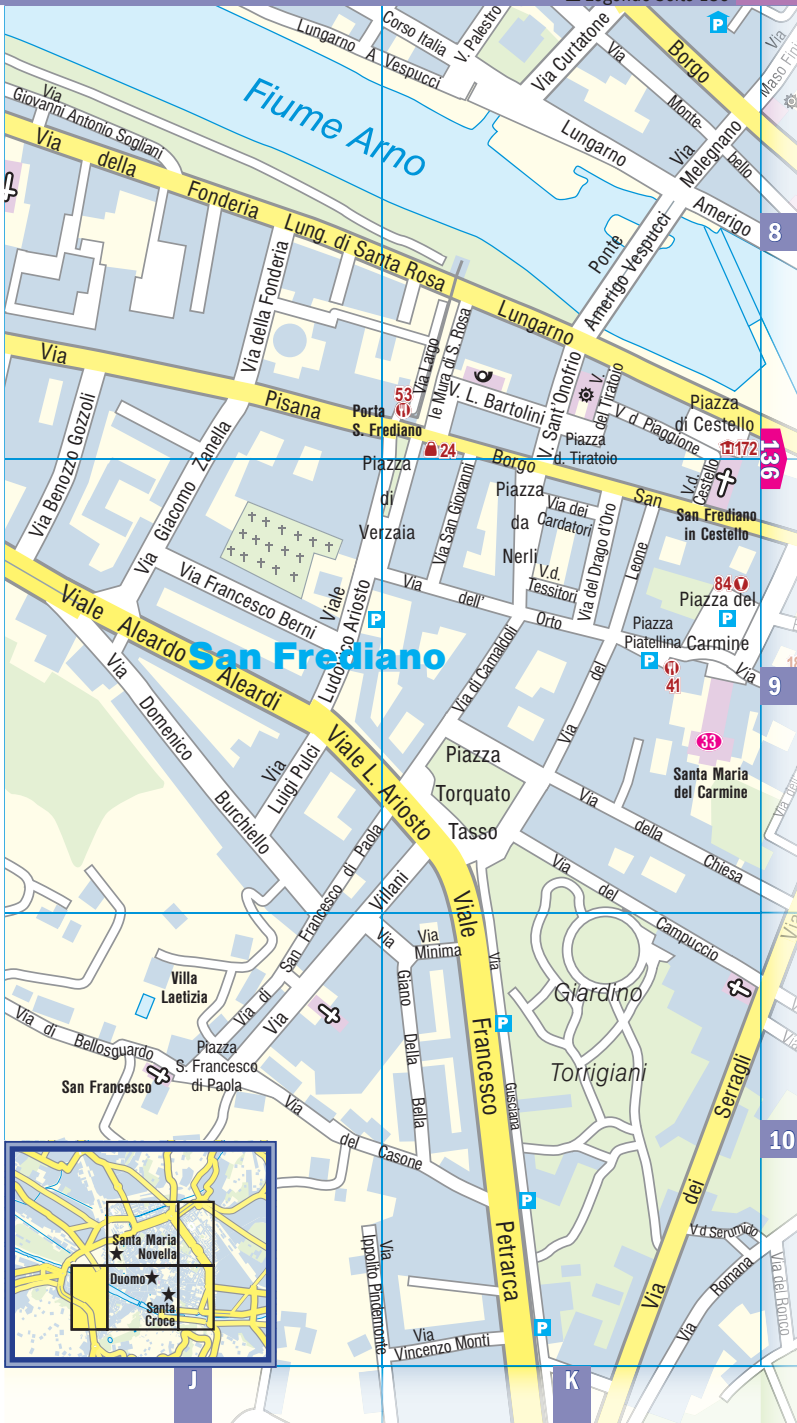 Lungarno A Vespucci
Corso Italia
V. Palestro
Via Curtatone
Via Montebello
Borgo
P
Via
Maso Fini
Fiume Arno
Via
Giovanni Antonio Sogliani
Lungarno
Amerigo
Via
Melegnano
Via
della
Fonderia
Lung. di Santa Rosa
Lungarno
Ponte
Amerigo Vespucci
8
Via della Fonderia
Via Largo
le Mura di S. Rosa
Via
Pisana
53
Porta
S. Frediano
24
V. L. Bartolini
V. Sant'Onofrio
V.
del Tiratoio
V d Piaggione
Piazza
di Cestello
172
136
Piazza
d. Tiratoio
Borgo
San
V.d.
Cestello
San Frediano
in Cestello
Via Benozzo Gozzoli
Via Giacomo Zanella
Piazza
di
Verzaia
Via San Giovanni
Piazza
da
Nerli
Via dei
Cardatori
V.d.
Tessitori
Via del Drago d'Oro
Leone
84
Piazza del
Carmine
P
Via Francesco Berni
Viale
Ludovico Ariosto
P
Via
dell'
Orto
Piazza
Piatellina
P
Via
41
Viale Aleardo Aleardi
San Frediano
Via di Camaldoli
Via
del
9
33
Santa Maria
del Carmine
Via
Domenico
Burchiello
Via
Luigi Pulci
Viale L. Ariosto
Piazza
Torquato
Tasso
Via
della
Chiesa
Via
del
Campuccio
Via di San Francesco di Paola
Via
Villani
Viale
Francesco
Petrarca
Via
Minima
Via
Giano
Della
Bella
Via
Gusciana
P
P
P
Giardino
Torrigiani
Villa
Laetizia
Via di Bellosguardo
Piazza
S. Francesco
di Paola
San Francesco
Via
del Casone
Via
dei
Serragli
10
V d Serumido
Via
Romana
Via del Ronco
Via
Ippolito Pindemonte
Via
Vincenzo Monti
Santa Maria
Novella
Duomo
Santa
Croce
J
K